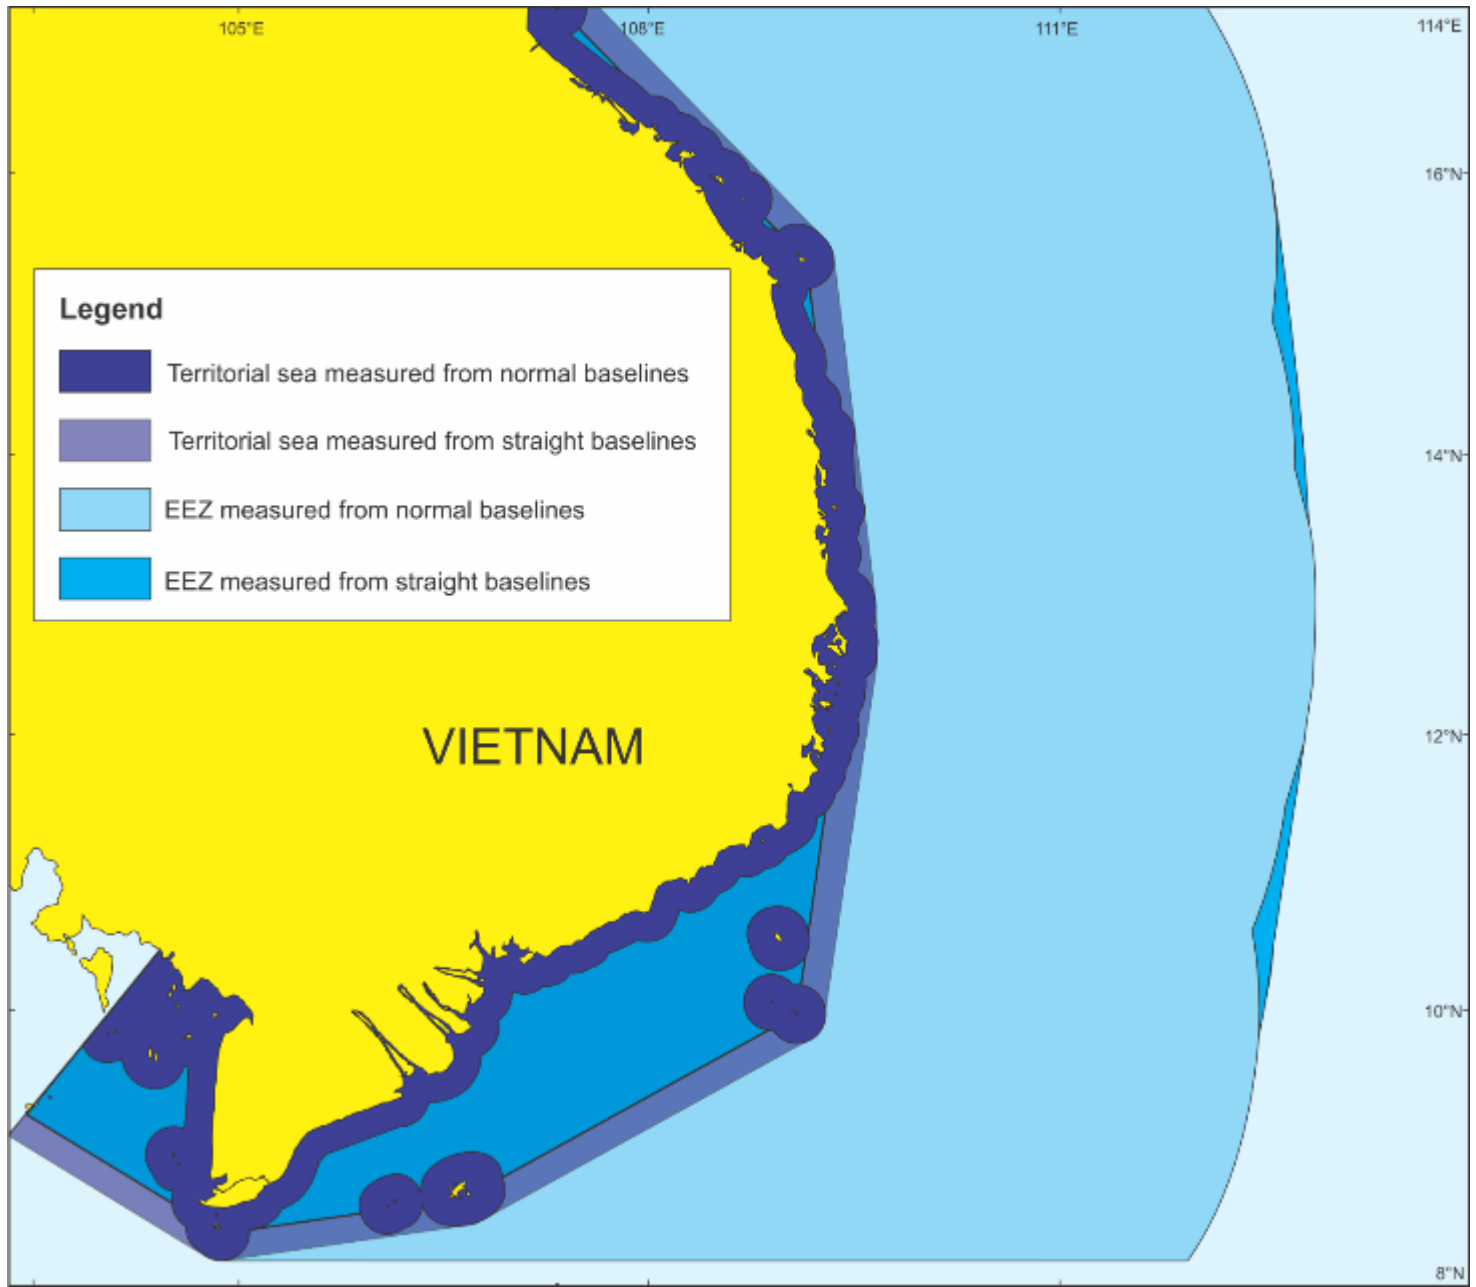 105°E 108°E 111°E 114°E
16°N
Legend
Territorial sea measured from normal baselines
Territorial sea measured from straight baselines
14°N
EEZ measured from normal baselines
EEZ measured from straight baselines
VIETNAM
12°N
10°N
8°N